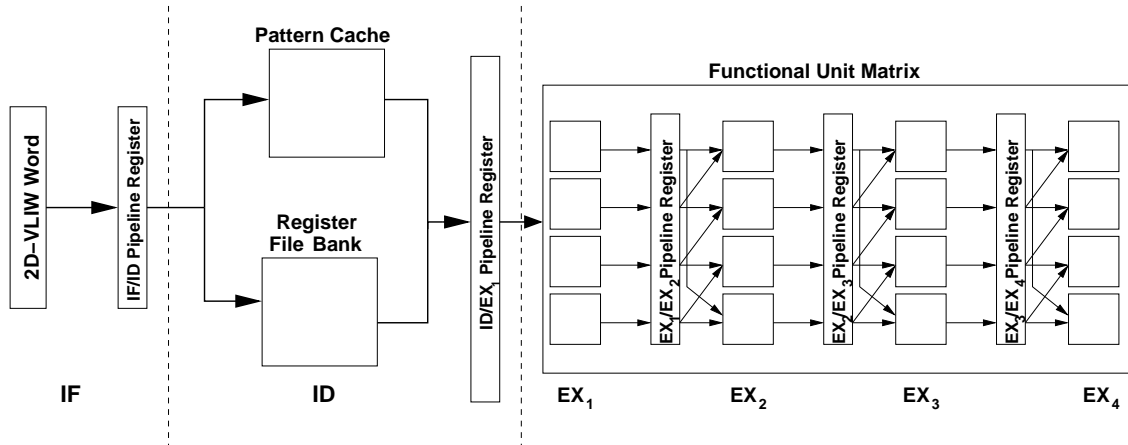 Pattern Cache
Functional Unit Matrix
2D-VLIW Word
IF/ID Pipeline Register
Register
File Bank
ID/EX₁ Pipeline Register
EX₁/EX₂ Pipeline Register
EX₂/EX₃ Pipeline Register
EX₃/EX₄ Pipeline Register
IF
ID
EX₁
EX₂
EX₃
EX₄